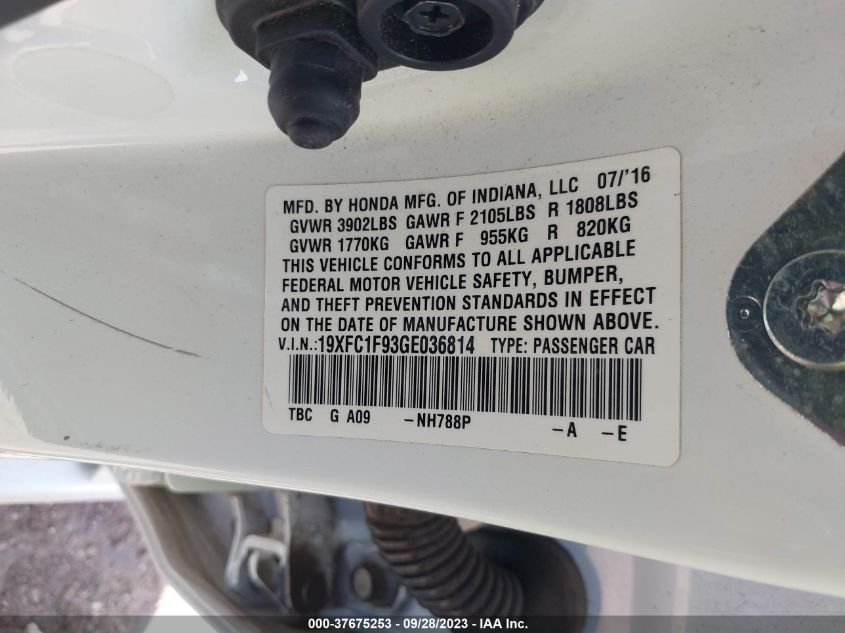 MFD. BY HONDA MFG. OF INDIANA, LLC 07/'16
GVWR 3902LBS GAWR F 2105LBS R 1808LBS
GVWR 1770KG GAWR F 955KG R 820KG
THIS VEHICLE CONFORMS TO ALL APPLICABLE
FEDERAL MOTOR VEHICLE SAFETY, BUMPER,
AND THEFT PREVENTION STANDARDS IN EFFECT
ON THE DATE OF MANUFACTURE SHOWN ABOVE.
V.I.N.:19XFC1F93GE036814 TYPE: PASSENGER CAR
TBC G A09 -NH788P -A -E
000-37675253 - 09/28/2023 - IAA Inc.